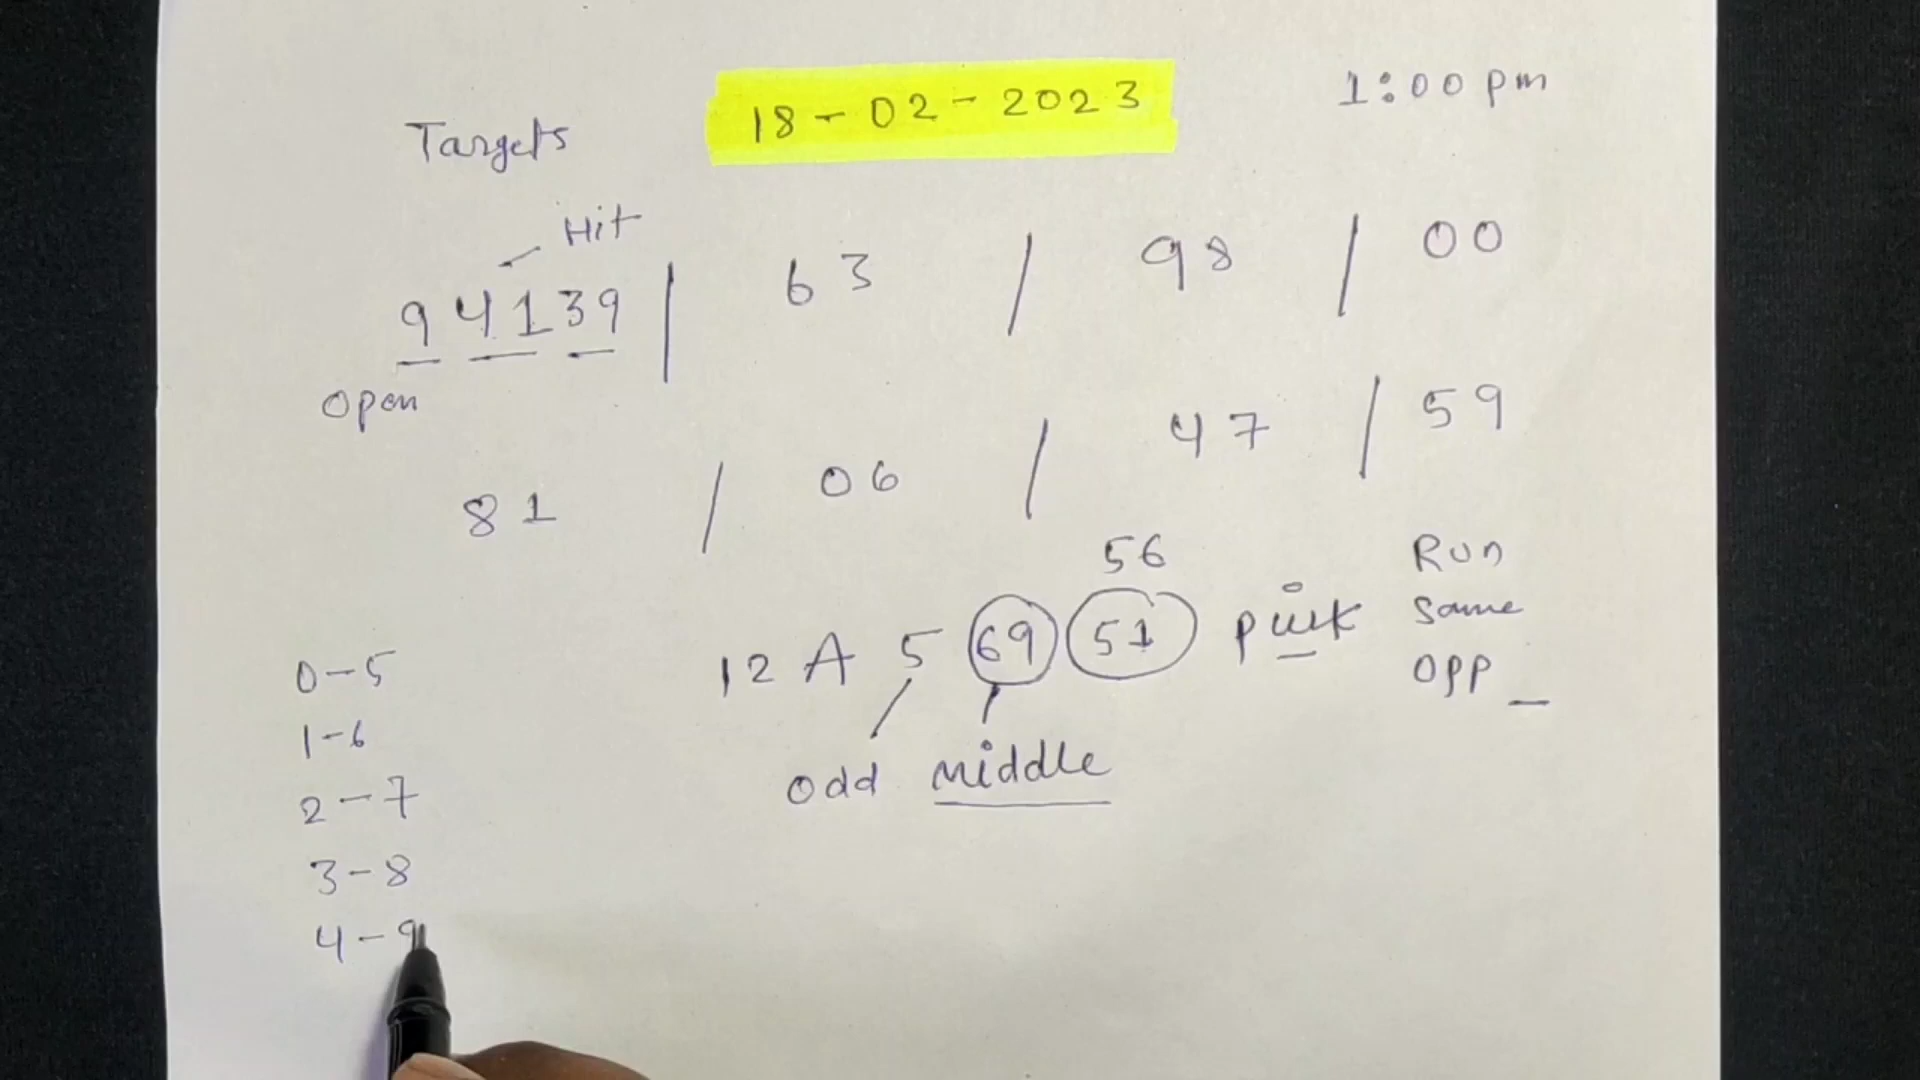 Targets 18-02-2023 1:00 pm
Hit
94139 / 63 / 98 / 00
Open
81 / 06 / 47 / 59
56
12 A 5 69 51
Run
Same
OPP _
odd middle
0-5
1-6
2-7
3-8
4-9